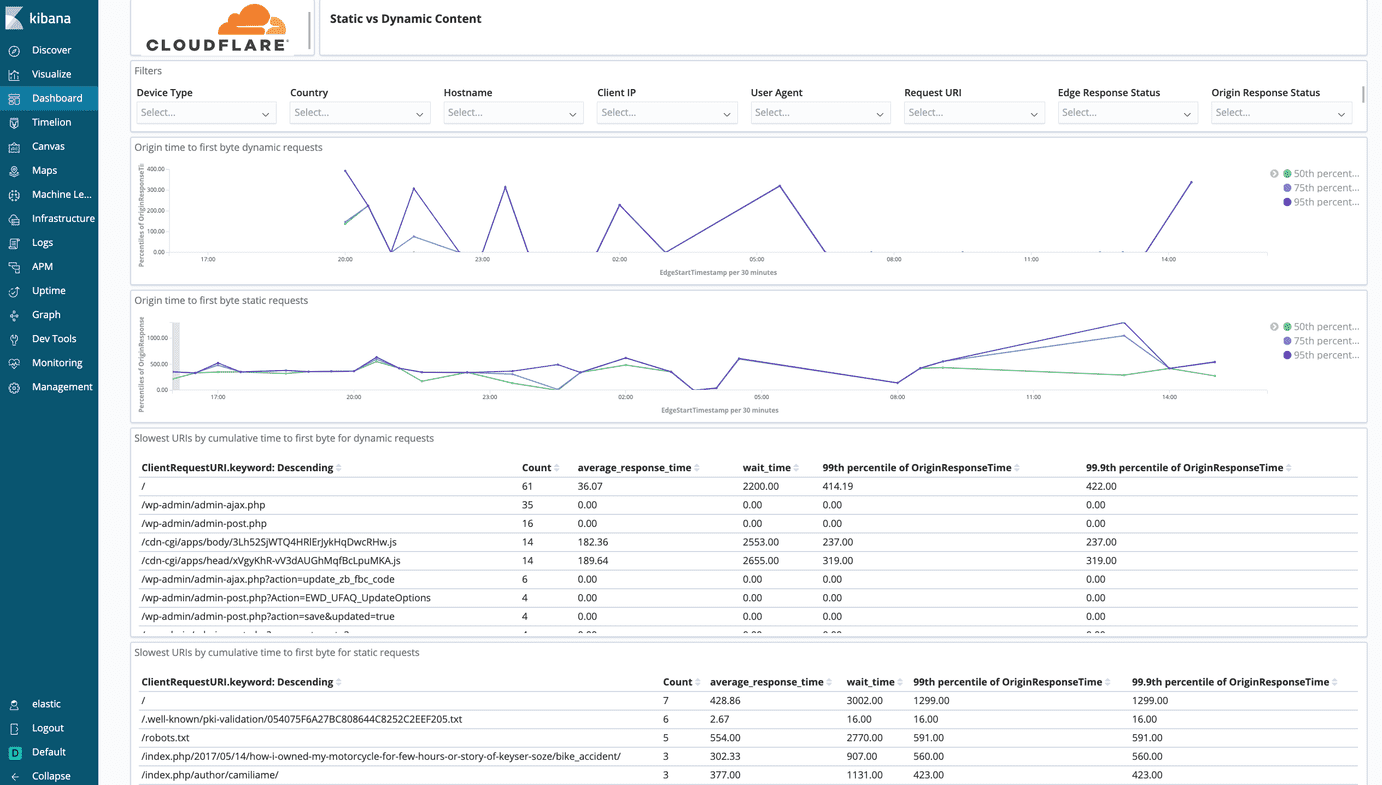 kibana
Discover
Visualize
Dashboard
Timelion
Canvas
Maps
Machine Le...
Infrastructure
Logs
APM
Uptime
Graph
Dev Tools
Monitoring
Management
elastic
Logout
D Default
Collapse
CLOUDFLARE
Static vs Dynamic Content
Filters
Device Type Country Hostname Client IP User Agent Request URI Edge Response Status Origin Response Status
Select... Select... Select... Select... Select... Select... Select... Select...
Origin time to first byte dynamic requests
Percentiles of OriginResponseTi
400.00
300.00
200.00
100.00
0.00
17:00 20:00 23:00 02:00 05:00 08:00 11:00 14:00
EdgeStartTimestamp per 30 minutes
50th percent...
75th percent...
95th percent...
Origin time to first byte static requests
Percentiles of OriginResponse
1000.00
500.00
0.00
17:00 20:00 23:00 02:00 05:00 08:00 11:00 14:00
EdgeStartTimestamp per 30 minutes
50th percent...
75th percent...
95th percent...
Slowest URIs by cumulative time to first byte for dynamic requests
ClientRequestURI.keyword: Descending Count average_response_time wait_time 99th percentile of OriginResponseTime 99.9th percentile of OriginResponseTime
/ 61 36.07 2200.00 414.19 422.00
/wp-admin/admin-ajax.php 35 0.00 0.00 0.00 0.00
/wp-admin/admin-post.php 16 0.00 0.00 0.00 0.00
/cdn-cgi/apps/body/3Lh52SjWTQ4HRlErJykHqDwcRHw.js 14 182.36 2553.00 237.00 237.00
/cdn-cgi/apps/head/xVgyKhR-vV3dAUGhMqfBcLpuMKA.js 14 189.64 2655.00 319.00 319.00
/wp-admin/admin-ajax.php?action=update_zb_fbc_code 6 0.00 0.00 0.00 0.00
/wp-admin/admin-post.php?Action=EWD_UFAQ_UpdateOptions 4 0.00 0.00 0.00 0.00
/wp-admin/admin-post.php?action=save&updated=true 4 0.00 0.00 0.00 0.00
Slowest URIs by cumulative time to first byte for static requests
ClientRequestURI.keyword: Descending Count average_response_time wait_time 99th percentile of OriginResponseTime 99.9th percentile of OriginResponseTime
/ 7 428.86 3002.00 1299.00 1299.00
/.well-known/pki-validation/054075F6A27BC808644C8252C2EEF205.txt 6 2.67 16.00 16.00 16.00
/robots.txt 5 554.00 2770.00 591.00 591.00
/index.php/2017/05/14/how-i-owned-my-motorcycle-for-few-hours-or-story-of-keyser-soze/bike_accident/ 3 302.33 907.00 560.00 560.00
/index.php/author/camiliame/ 3 377.00 1131.00 423.00 423.00